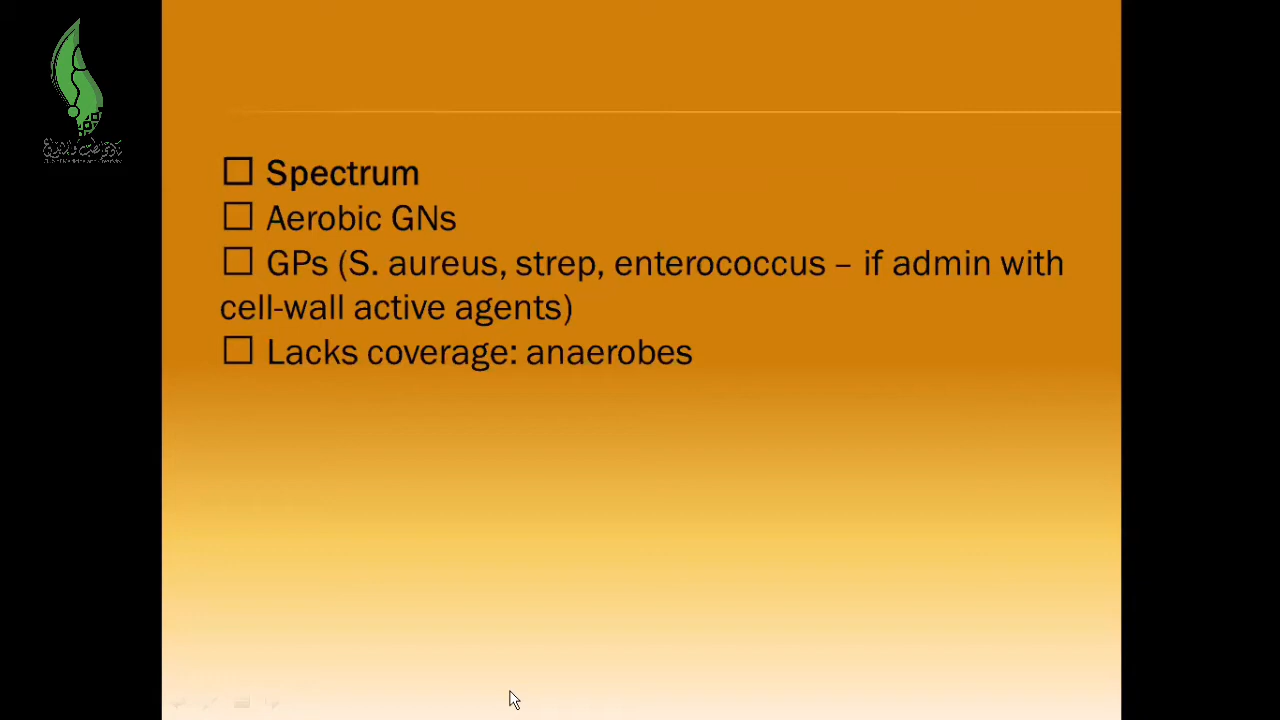 ☐ Spectrum
☐ Aerobic GNs
☐ GPs (S. aureus, strep, enterococcus – if admin with
cell-wall active agents)
☐ Lacks coverage: anaerobes